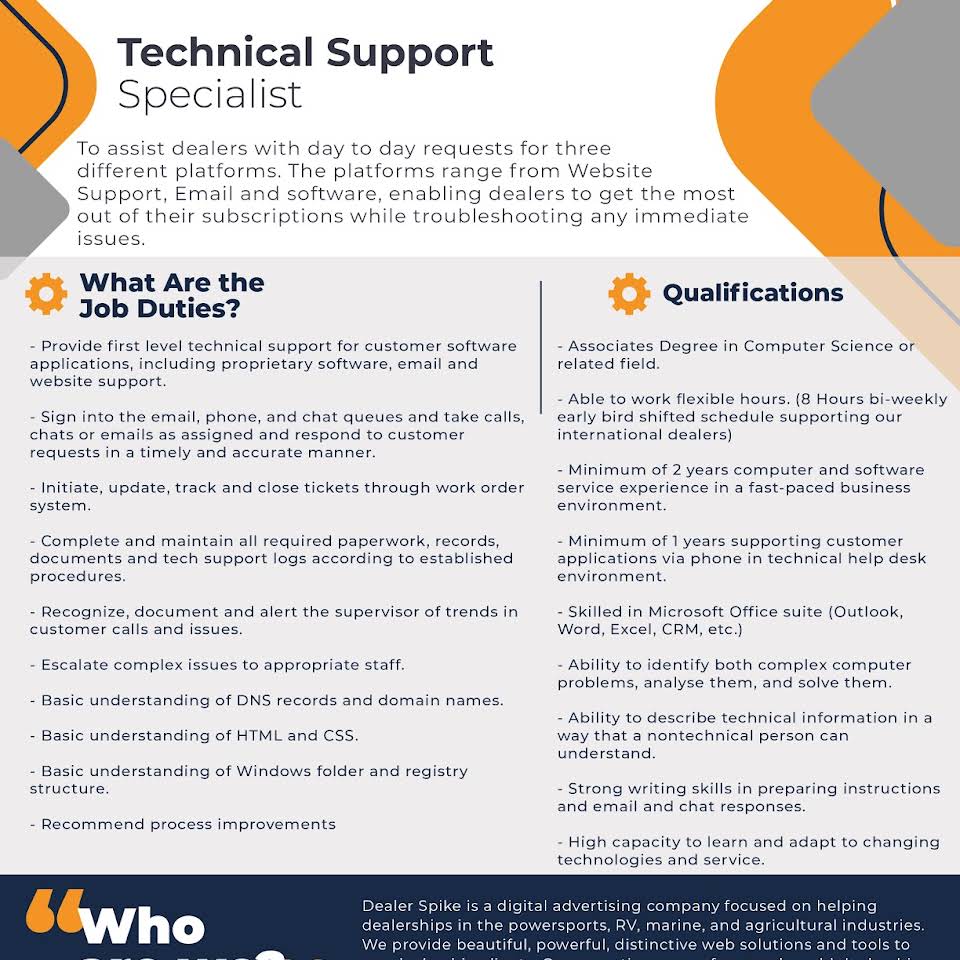 Technical Support
Specialist
To assist dealers with day to day requests for three
different platforms. The platforms range from Website
Support, Email and software, enabling dealers to get the most
out of their subscriptions while troubleshooting any immediate
issues.
What Are the
Job Duties?
- Provide first level technical support for customer software
applications, including proprietary software, email and
website support.
- Sign into the email, phone, and chat queues and take calls,
chats or emails as assigned and respond to customer
requests in a timely and accurate manner.
- Initiate, update, track and close tickets through work order
system.
- Complete and maintain all required paperwork, records,
documents and tech support logs according to established
procedures.
- Recognize, document and alert the supervisor of trends in
customer calls and issues.
- Escalate complex issues to appropriate staff.
- Basic understanding of DNS records and domain names.
- Basic understanding of HTML and CSS.
- Basic understanding of Windows folder and registry
structure.
- Recommend process improvements
Qualifications
- Associates Degree in Computer Science or
related field.
- Able to work flexible hours. (8 Hours bi-weekly
early bird shifted schedule supporting our
international dealers)
- Minimum of 2 years computer and software
service experience in a fast-paced business
environment.
- Minimum of 1 years supporting customer
applications via phone in technical help desk
environment.
- Skilled in Microsoft Office suite (Outlook,
Word, Excel, CRM, etc.)
- Ability to identify both complex computer
problems, analyse them, and solve them.
- Ability to describe technical information in a
way that a nontechnical person can
understand.
- Strong writing skills in preparing instructions
and email and chat responses.
- High capacity to learn and adapt to changing
technologies and service.
“Who
Dealer Spike is a digital advertising company focused on helping
dealerships in the powersports, RV, marine, and agricultural industries.
We provide beautiful, powerful, distinctive web solutions and tools to